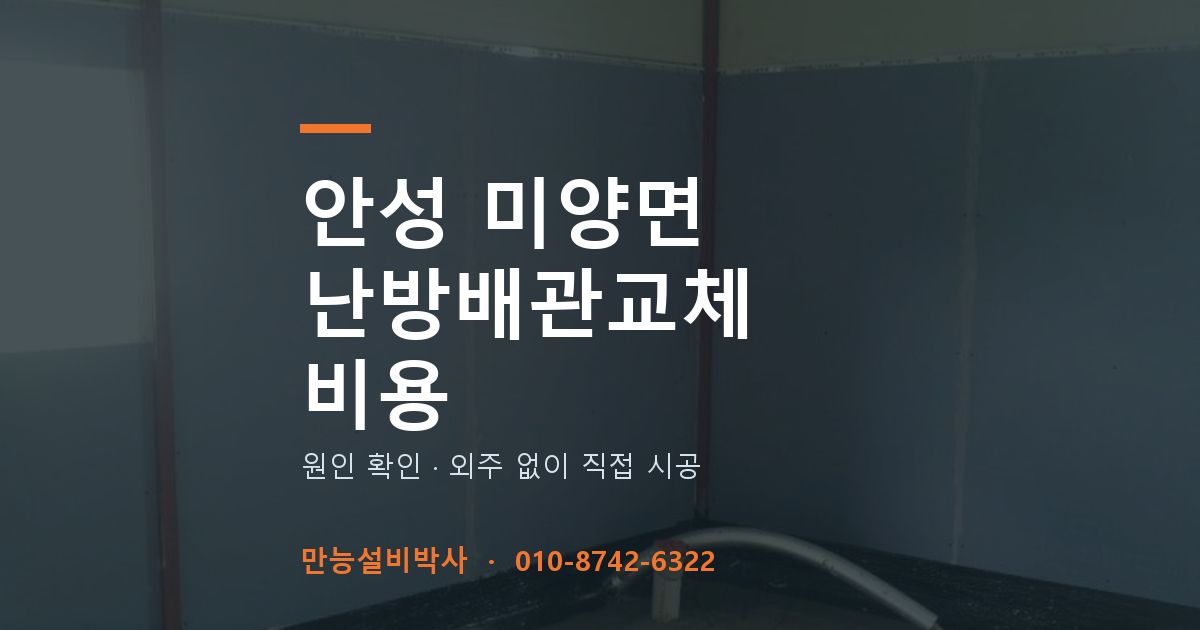 안성 미양면
난방배관교체
비용
원인 확인 · 외주 없이 직접 시공
만능설비박사 · 010-8742-6322